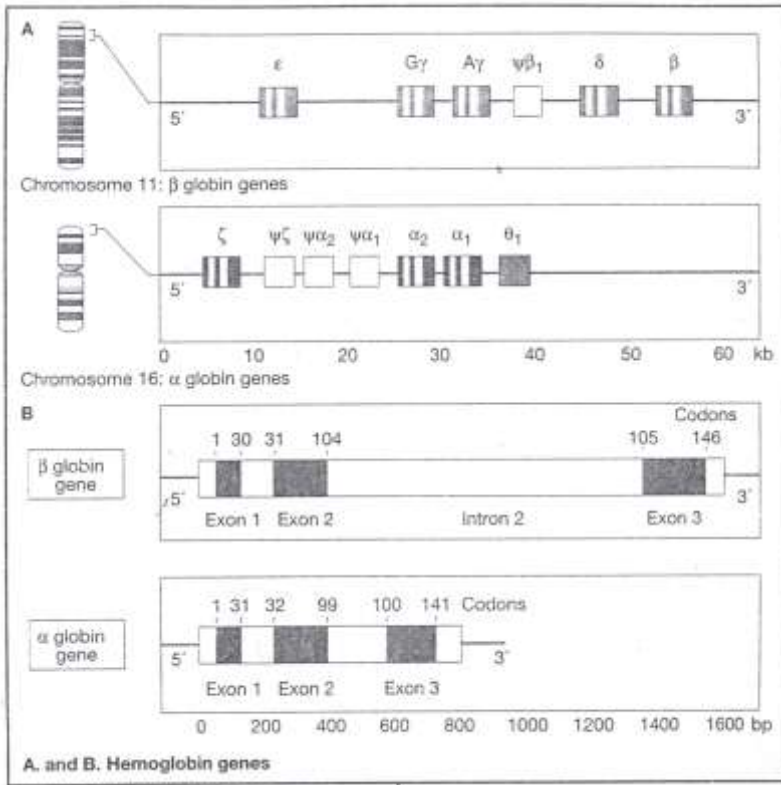 A
ε Gγ Aγ ψβ1 δ β
5´ 3´
Chromosome 11: β globin genes
ζ ψζ ψα2 ψα1 α2 α1 θ1
5´ 3´
0 10 20 30 40 50 60 kb
Chromosome 16: α globin genes
B
Codons
1 30 31 104 105 146
β globin
gene
5´ 3´
Exon 1 Exon 2 Intron 2 Exon 3
1 31 32 99 100 141 Codons
α globin
gene
5´ 3´
Exon 1 Exon 2 Exon 3
0 200 400 600 800 1000 1200 1400 1600 bp
A. and B. Hemoglobin genes